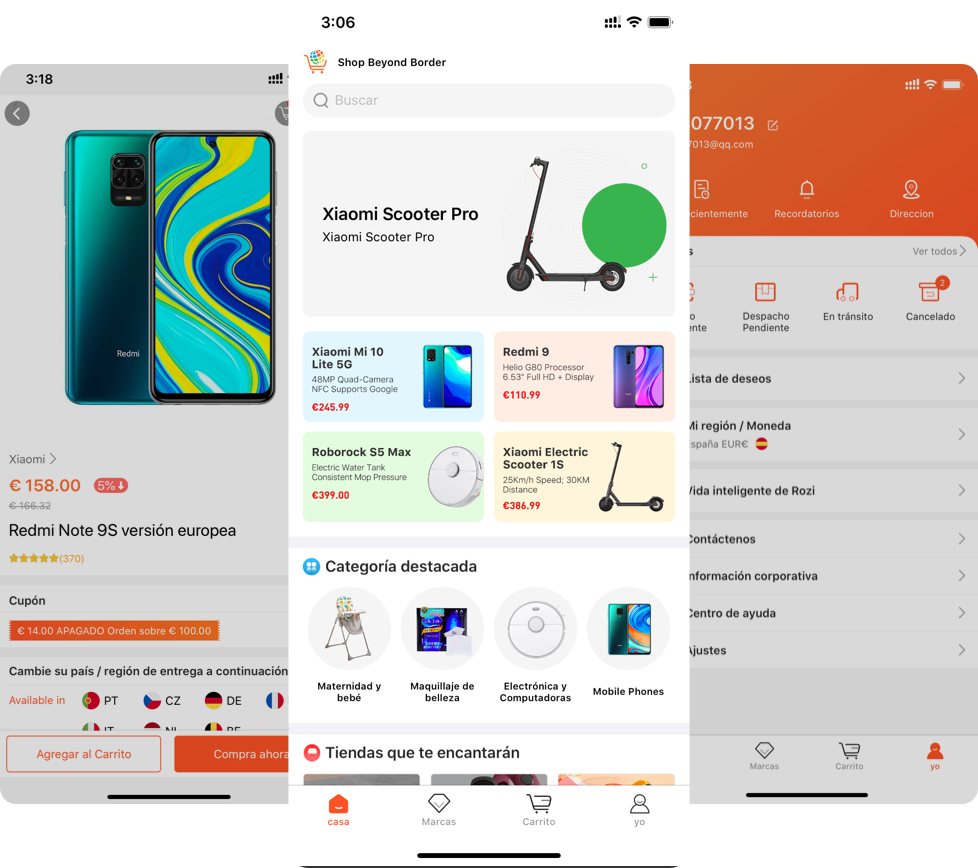 3:18
Redmi
Xiaomi
€ 158.00
5%
€ 166.32
Redmi Note 9S versión europea
(370)
Cupón
€ 14.00 APAGADO Orden sobre € 100.00
Cambie su país / región de entrega a continuación
Available in
PT
CZ
DE
IT
NL
BE
Agregar al Carrito
Compra ahora
3:06
Shop Beyond Border
Buscar
Xiaomi Scooter Pro
Xiaomi Scooter Pro
Xiaomi Mi 10
Lite 5G
48MP Quad-Camera
NFC Supports Google
€245.99
Redmi 9
Helio G80 Processor
6.53" Full HD + Display
€110.99
Roborock S5 Max
Electric Water Tank
Consistent Mop Pressure
€399.00
Xiaomi Electric
Scooter 1S
25Km/h Speed; 30KM
Distance
€386.99
Categoría destacada
Maternidad y
bebé
Maquillaje de
belleza
Electrónica y
Computadoras
Mobile Phones
Tiendas que te encantarán
casa
Marcas
Carrito
yo
077013
7013@qq.com
cientemente
Recordatorios
Direccion
s
Ver todos
o
ente
Despacho
Pendiente
En tránsito
2
Cancelado
Lista de deseos
Mi región / Moneda
España EUR€
Vida inteligente de Rozi
Contáctenos
Información corporativa
Centro de ayuda
Ajustes
Marcas
Carrito
yo